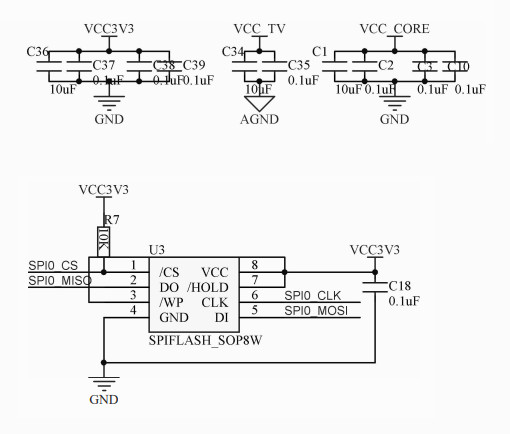 VCC3V3
VCC_TV
VCC_CORE
C36
C37
C38
C39
10uF
0.1uF
0.1uF
0.1uF
GND
C34
C35
10uF
0.1uF
AGND
C1
C2
C3
C10
10uF
0.1uF
0.1uF
0.1uF
GND
VCC3V3
R7
10K
U3
VCC3V3
SPI0_CS
1
/CS
VCC
8
SPI0_MISO
2
DO
/HOLD
7
3
/WP
CLK
6
SPI0_CLK
4
GND
DI
5
SPI0_MOSI
C18
0.1uF
SPIFLASH_SOP8W
GND